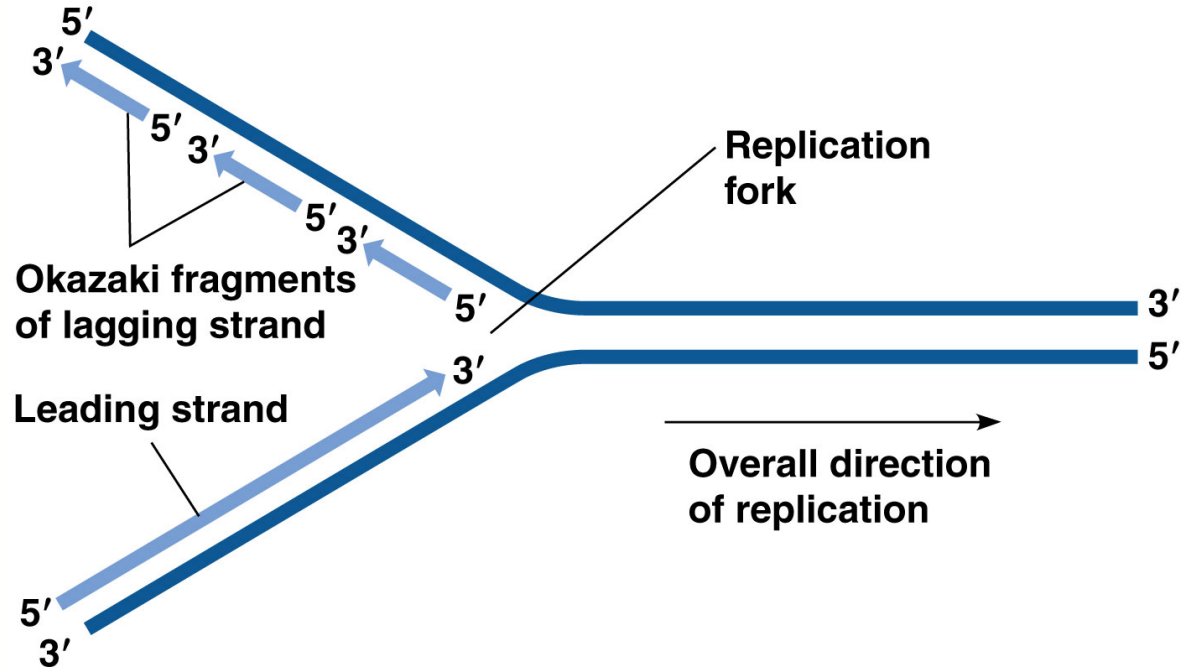 5′
3′
5′
3′
5′
3′
5′
Replication
fork
Okazaki fragments
of lagging strand
3′
5′
3′
Leading strand
Overall direction
of replication
5′
3′